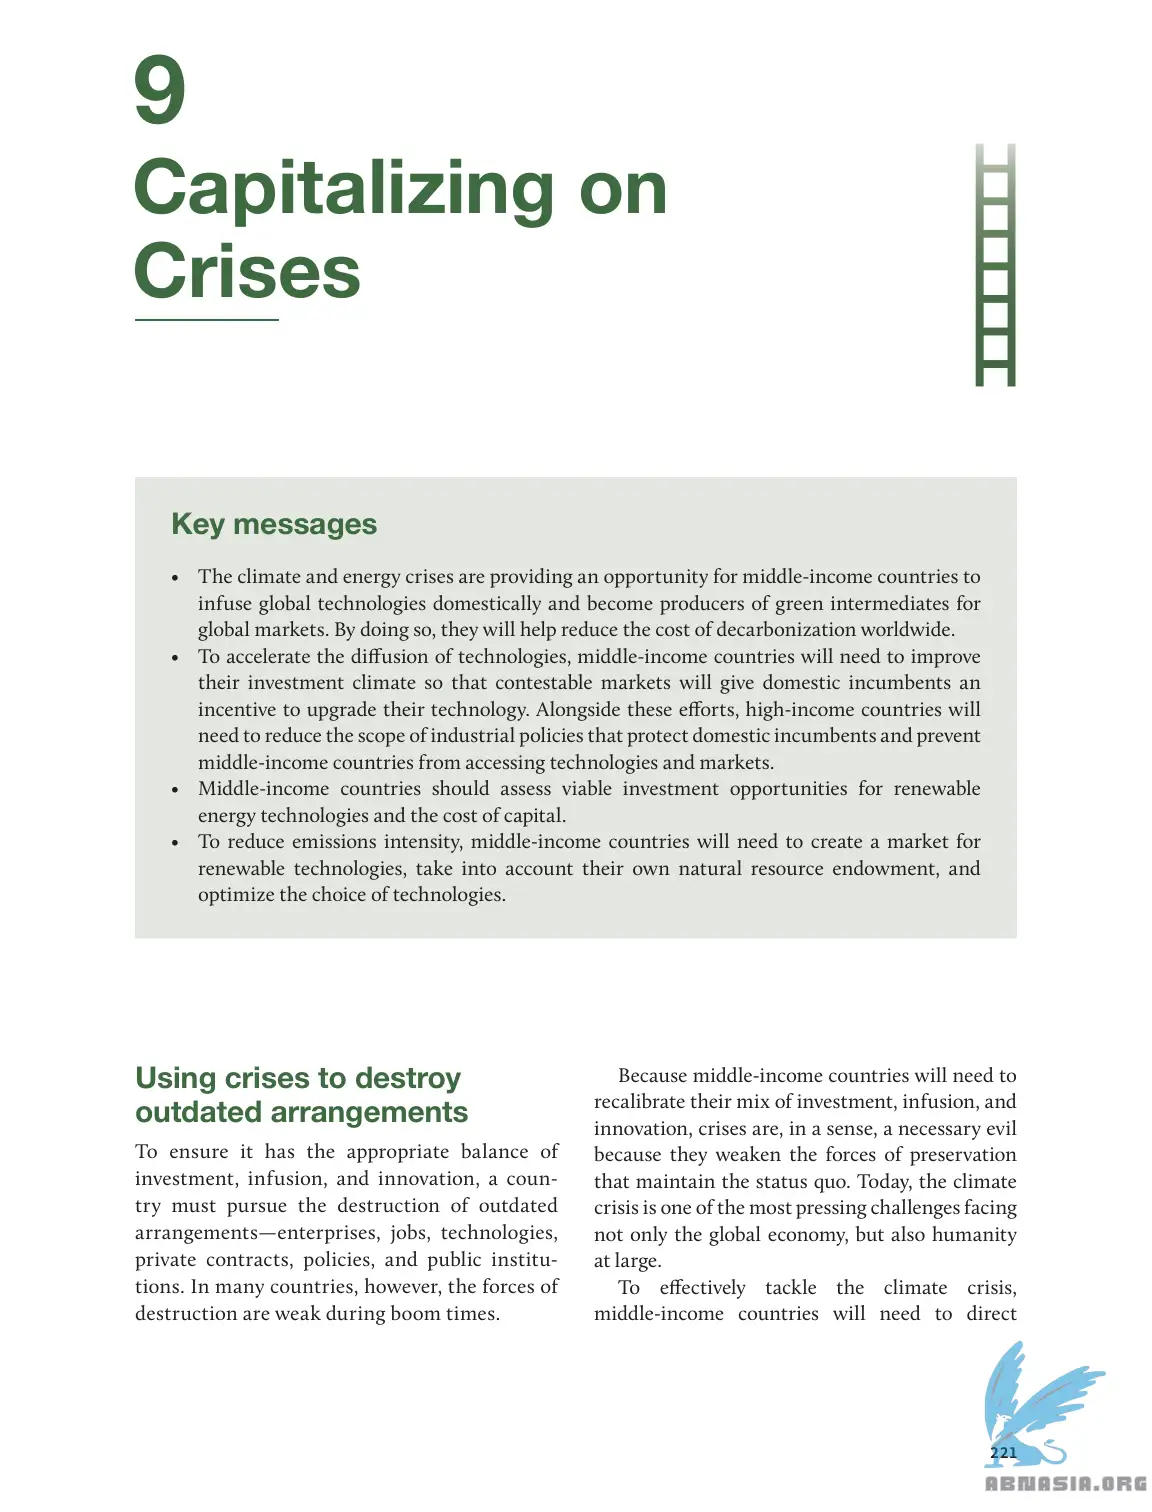 9
Capitalizing on
Crises
Key messages
• The climate and energy crises are providing an opportunity for middle-income countries to
infuse global technologies domestically and become producers of green intermediates for
global markets. By doing so, they will help reduce the cost of decarbonization worldwide.
• To accelerate the diffusion of technologies, middle-income countries will need to improve
their investment climate so that contestable markets will give domestic incumbents an
incentive to upgrade their technology. Alongside these efforts, high-income countries will
need to reduce the scope of industrial policies that protect domestic incumbents and prevent
middle-income countries from accessing technologies and markets.
• Middle-income countries should assess viable investment opportunities for renewable
energy technologies and the cost of capital.
• To reduce emissions intensity, middle-income countries will need to create a market for
renewable technologies, take into account their own natural resource endowment, and
optimize the choice of technologies.
Using crises to destroy
outdated arrangements
To ensure it has the appropriate balance of
investment, infusion, and innovation, a coun-
try must pursue the destruction of outdated
arrangements—enterprises, jobs, technologies,
private contracts, policies, and public institu-
tions. In many countries, however, the forces of
destruction are weak during boom times.
Because middle-income countries will need to
recalibrate their mix of investment, infusion, and
innovation, crises are, in a sense, a necessary evil
because they weaken the forces of preservation
that maintain the status quo. Today, the climate
crisis is one of the most pressing challenges facing
not only the global economy, but also humanity
at large.
To effectively tackle the climate crisis,
middle-income countries will need to direct
221
ABNASIA.ORG